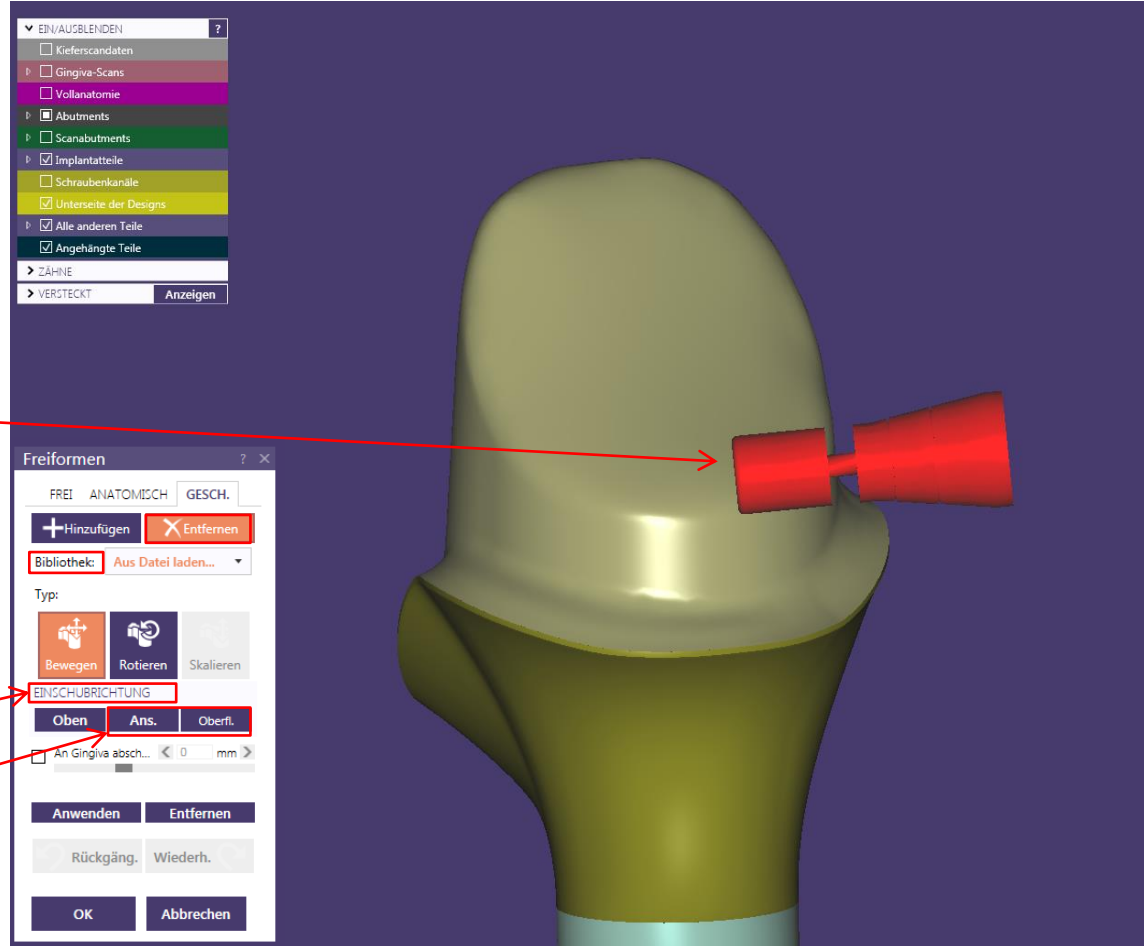 EIN/AUSBLENDEN ?
Kieferscandaten
Gingiva-Scans
Vollanatomie
Abutments
Scanabutments
Implantatteile
Schraubenkanäle
Unterseite der Designs
Alle anderen Teile
Angehängte Teile
ZÄHNE
VERSTECKT Anzeigen
Freiformen ? ×
FREI ANATOMISCH GESCH.
Hinzufügen Entfernen
Bibliothek: Aus Datei laden...
Typ:
Bewegen Rotieren Skalieren
EINSCHUBRICHTUNG
Oben Ans. Oberfl.
An Gingiva absch... 0 mm
Anwenden Entfernen
Rückgäng. Wiederh.
OK Abbrechen